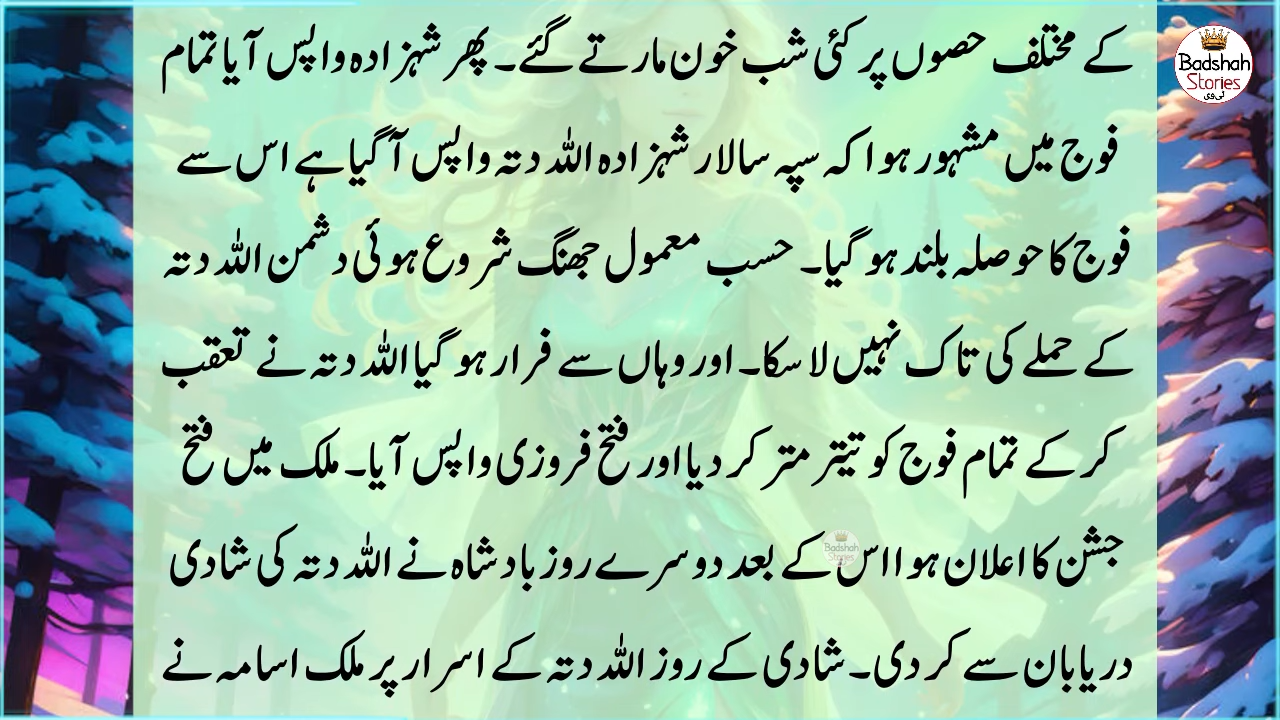 Badshah
Stories
ٹی وی
کے مختلف حصوں پر کئی شب خون مارتے گئے۔ پھر شہزادہ واپس آیا تمام
فوج میں مشہور ہوا کہ سپہ سالار شہزادہ اللہ دتہ واپس آگیا ہے اس سے
فوج کا حوصلہ بلند ہو گیا۔ حسب معمول جھنگ شروع ہوئی دشمن اللہ دتہ
کے حملے کی تاک نہیں لا سکا۔ اور وہاں سے فرار ہو گیا اللہ دتہ نے تعقب
کر کے تمام فوج کو تیتر متر کر دیا اور فتح فروزی واپس آیا۔ ملک میں فتح
جشن کا اعلان ہوا اس کے بعد دوسرے روز بادشاہ نے اللہ دتہ کی شادی
دریابان سے کر دی۔ شادی کے روز اللہ دتہ کے اسرار پر ملک اسامہ نے
Badshah
Stories